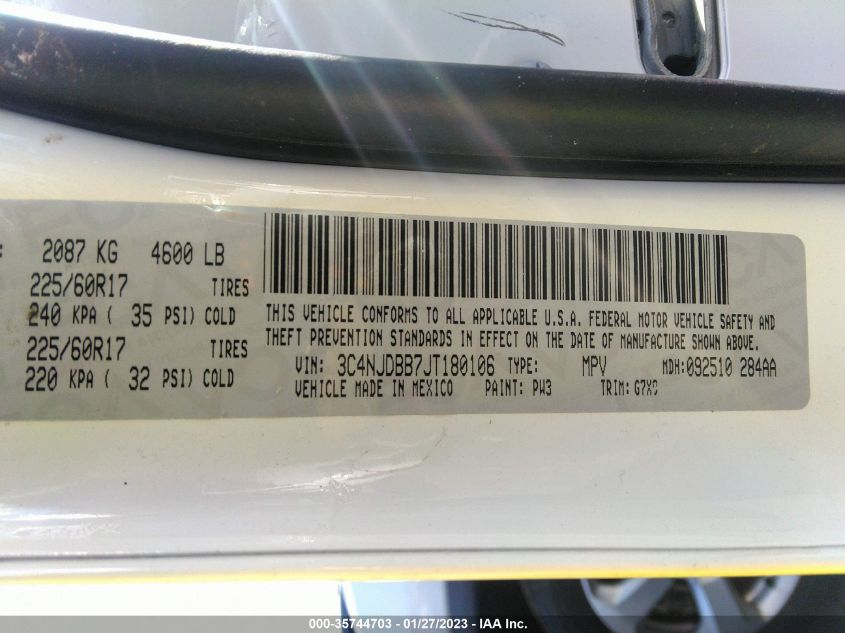 : 2087 KG 4600 LB
225/60R17 TIRES
240 KPA ( 35 PSI) COLD
225/60R17 TIRES
220 KPA ( 32 PSI) COLD
THIS VEHICLE CONFORMS TO ALL APPLICABLE U.S.A. FEDERAL MOTOR VEHICLE SAFETY AND
THEFT PREVENTION STANDARDS IN EFFECT ON THE DATE OF MANUFACTURE SHOWN ABOVE.
VIN: 3C4NJDBB7JT180106 TYPE: MPV MDH:092510 284AA
VEHICLE MADE IN MEXICO PAINT: PW3 TRIM:
000-35744703 - 01/27/2023 - IAA Inc.